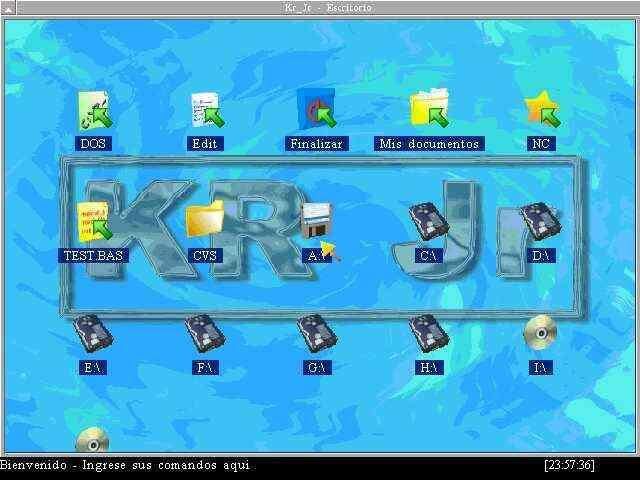 Kr_Jr - Escritorio
DOS
Edit
Finalizar
Mis documentos
NC
KR Jr
TEST.BAS
CVS
A:\
C:\
D:\
E:\
F:\
G:\
H:\
I:\
Bienvenido - Ingrese sus comandos aqui
[23:57:36]